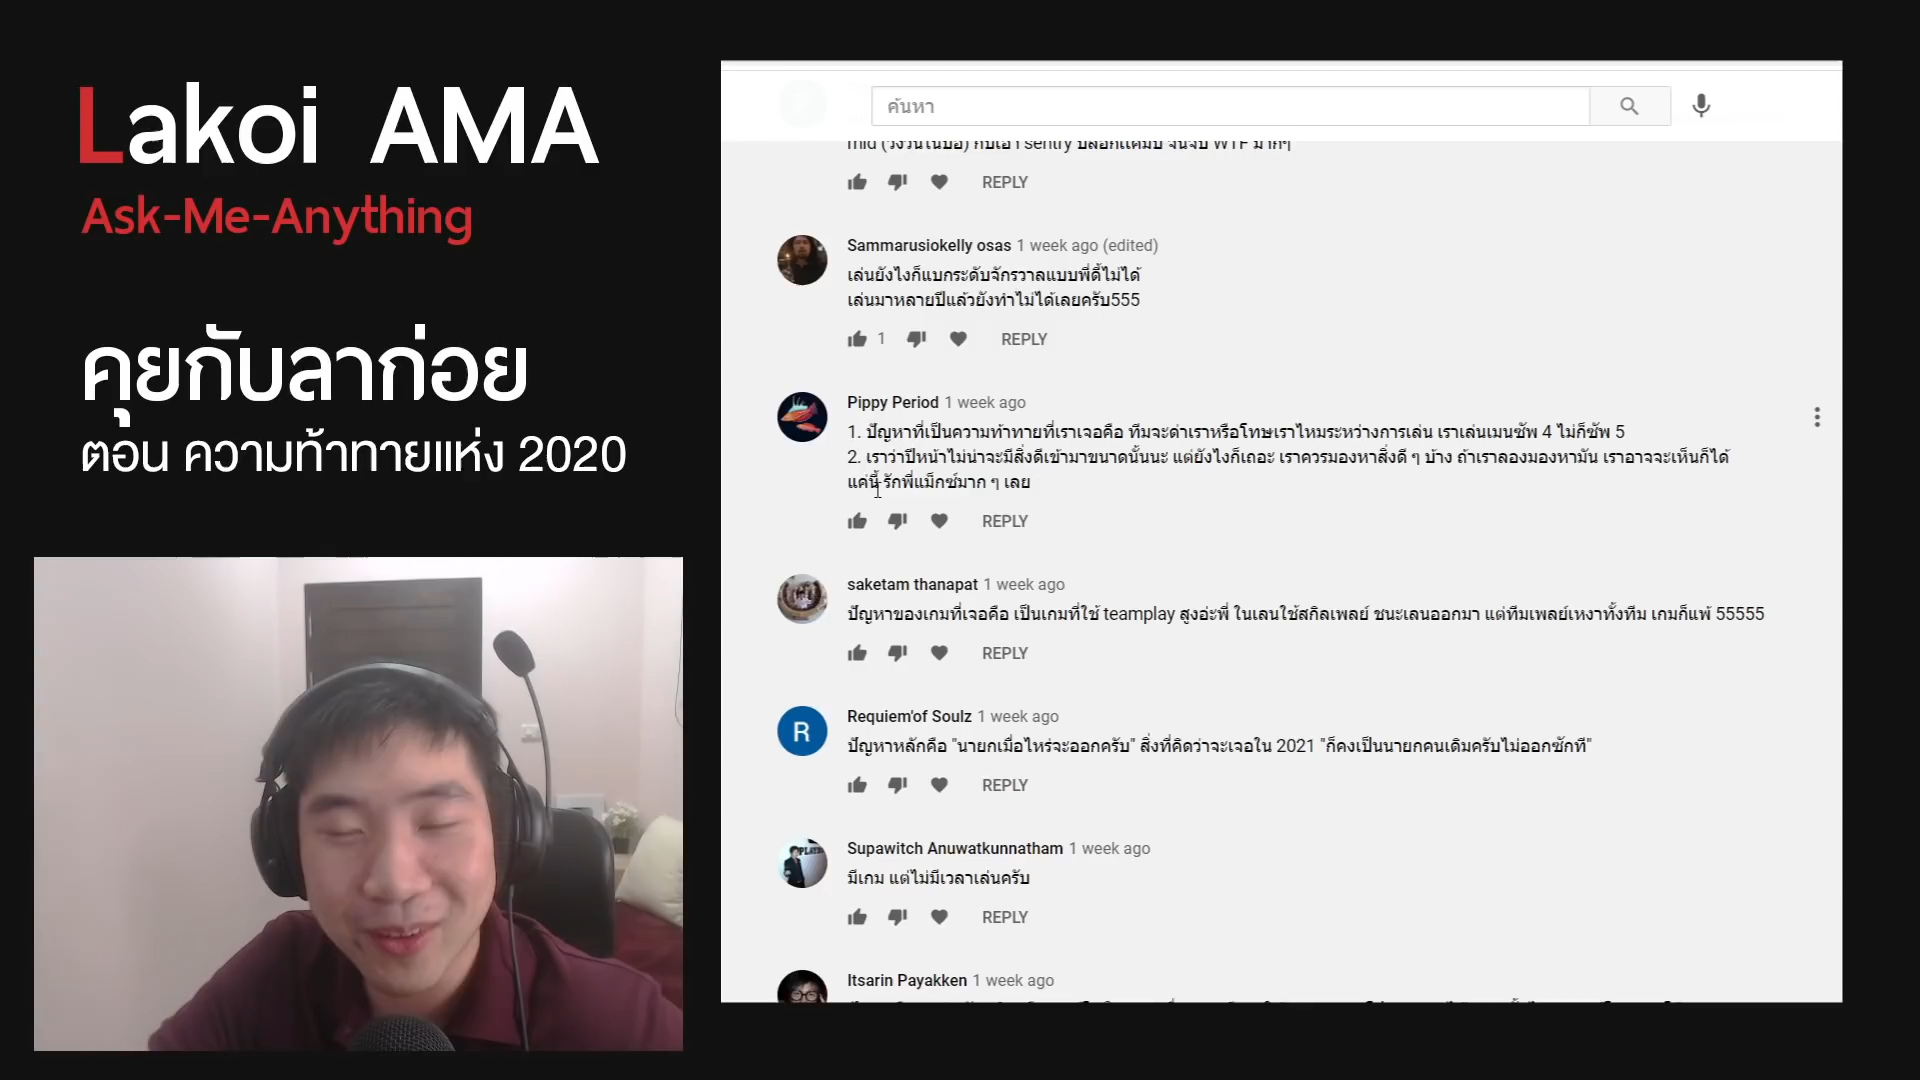 Lakoi AMA
Ask-Me-Anything
คุยกับลาก่อย
ตอน ความท้าทายแห่ง 2020
ค้นหา
REPLY
Sammarusiokelly osas 1 week ago (edited)
เล่นยังไงก็แบกระดับจักรวาลแบบพี่ดี้ไม่ได้
เล่นมาหลายปีแล้วยังทำไม่ได้เลยครับ555
1 REPLY
Pippy Period 1 week ago
1. ปัญหาที่เป็นความท้าทายที่เราเจอคือ ทีมจะด่าเราหรือโทษเราไหมระหว่างการเล่น เราเล่นเมนซัพ 4 ไม่ก็ซัพ 5
2. เราว่าปีหน้าไม่น่าจะมีสิ่งดีเข้ามาขนาดนั้นนะ แต่ยังไงก็เถอะ เราควรมองหาสิ่งดี ๆ บ้าง ถ้าเราลองมองหามัน เราอาจจะเห็นก็ได้
แค่นี้ รักพี่แม็กซ์มาก ๆ เลย
REPLY
saketam thanapat 1 week ago
ปัญหาของเกมที่เจอคือ เป็นเกมที่ใช้ teamplay สูงอ่ะพี่ ในเลนใช้สกิลเพลย์ ชนะเลนออกมา แต่ทีมเพลย์เหงาทั้งทีม เกมก็แพ้ 55555
REPLY
R
Requiem'of Soulz 1 week ago
ปัญหาหลักคือ "นายกเมื่อไหร่จะออกครับ" สิ่งที่คิดว่าจะเจอใน 2021 "ก็คงเป็นนายกคนเดิมครับไม่ออกซักที"
REPLY
Supawitch Anuwatkunnatham 1 week ago
มีเกม แต่ไม่มีเวลาเล่นครับ
REPLY
Itsarin Payakken 1 week ago